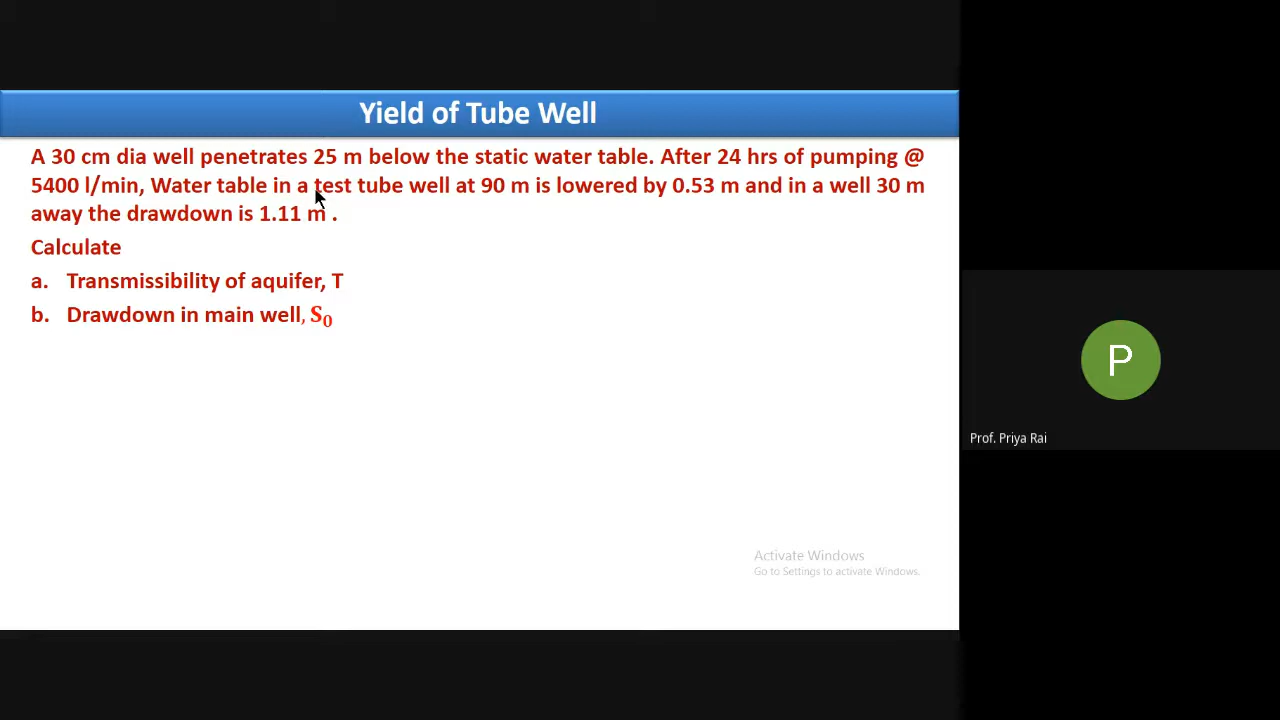 Yield of Tube Well
A 30 cm dia well penetrates 25 m below the static water table. After 24 hrs of pumping @
5400 l/min, Water table in a test tube well at 90 m is lowered by 0.53 m and in a well 30 m
away the drawdown is 1.11 m .
Calculate
a. Transmissibility of aquifer, T
b. Drawdown in main well, S₀
Activate Windows
Go to Settings to activate Windows.
P
Prof. Priya Rai